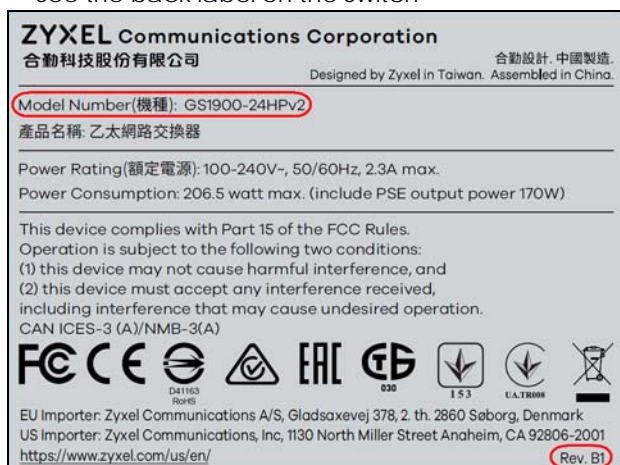 see the back label on the switch
ZYXEL Communications Corporation
合勤科技股份有限公司
合勤設計. 中國製造.
Designed by Zyxel in Taiwan. Assembled in China.
Model Number(機種): GS1900-24HPv2
產品名稱: 乙太網路交換器
Power Rating(額定電源): 100-240V~, 50/60Hz, 2.3A max.
Power Consumption: 206.5 watt max. (include PSE output power 170W)
This device complies with Part 15 of the FCC Rules.
Operation is subject to the following two conditions:
(1) this device may not cause harmful interference, and
(2) this device must accept any interference received,
including interference that may cause undesired operation.
CAN ICES-3 (A)/NMB-3(A)
FC CE EAC
D41163
RoHS
030
153
UA.TR008
EU Importer: Zyxel Communications A/S, Gladsaxevej 378, 2. th. 2860 Søborg, Denmark
US Importer: Zyxel Communications, Inc, 1130 North Miller Street Anaheim, CA 92806-2001
https://www.zyxel.com/us/en/
Rev. B1